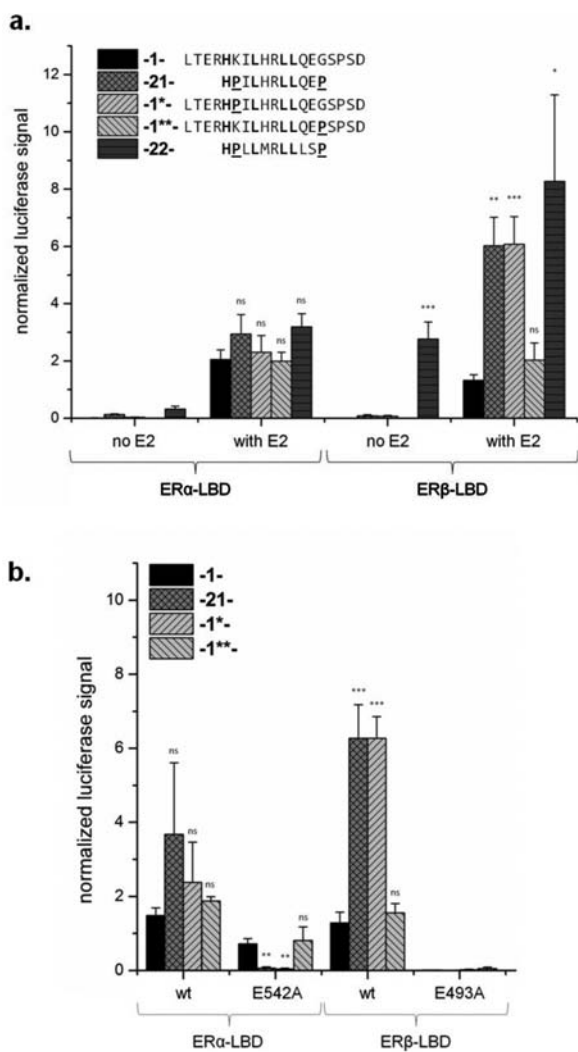 a.
-1- LTERHKILHRLLQEGSPSD
-21- HPILHRLLQEP
-1*- LTERHPILHRLLQEGSPSD
-1**- LTERHKILHRLLQEPSPSD
-22- HPLLMRLLLSP
normalized luciferase signal
12
10
8
6
4
2
0
ns
ns
ns
ns
***
**
***
ns
*
no E2
with E2
no E2
with E2
ERα-LBD
ERβ-LBD
b.
-1-
-21-
-1*-
-1**-
normalized luciferase signal
10
8
6
4
2
0
ns
ns
ns
**
**
ns
***
***
ns
wt
E542A
wt
E493A
ERα-LBD
ERβ-LBD